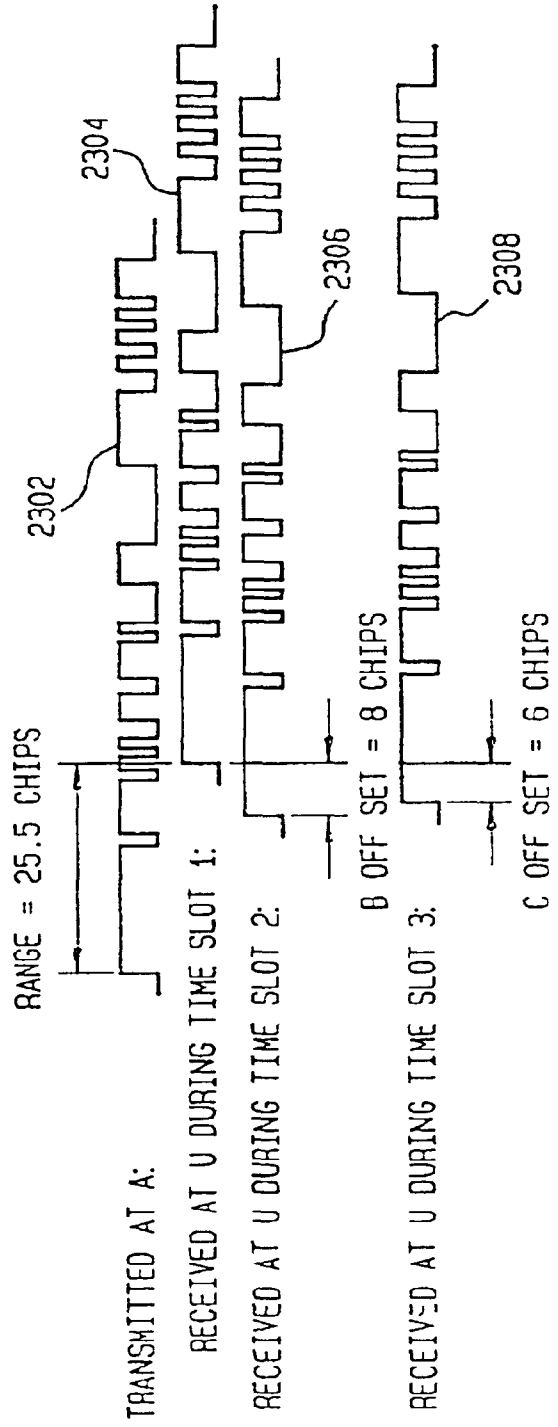 RANGE = 25.5 CHIPS
2302
2304
TRANSMITTED AT A:
RECEIVED AT U DURING TIME SLOT 1:
RECEIVED AT U DURING TIME SLOT 2:
2306
B OFF SET = 8 CHIPS
RECEIVED AT U DURING TIME SLOT 3:
2308
C OFF SET = 6 CHIPS